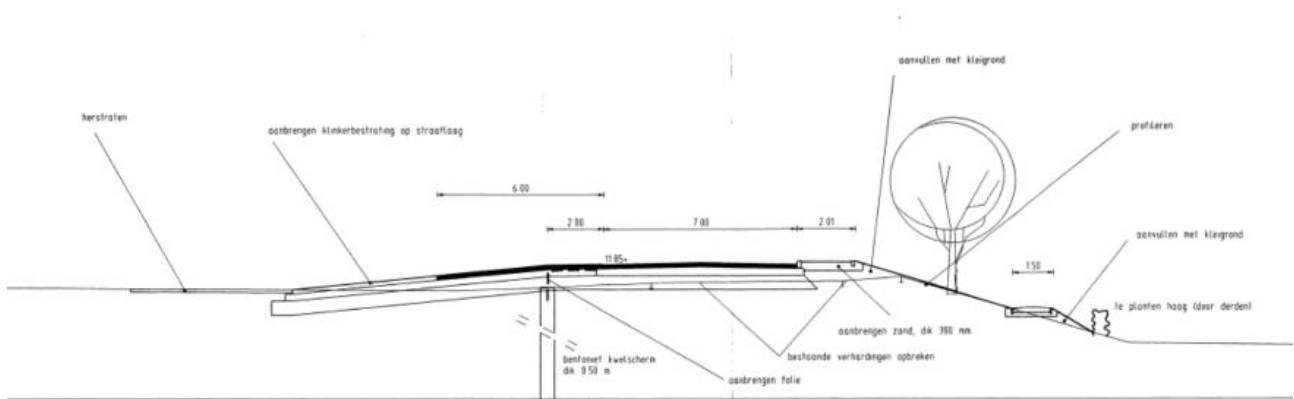 aanvullen met kleigrond
herstraten
aanbrengen klinkerbestrating op straatlaag
profileren
6.00
2.80
7.00
2.01
aanvullen met kleigrond
11.85+
1.50
te planten haag (door derden)
aanbrengen zand, dik 300 mm
bentoniet kwelscherm
dik 0.50 m
bestaande verhardingen opbreken
aanbrengen folie